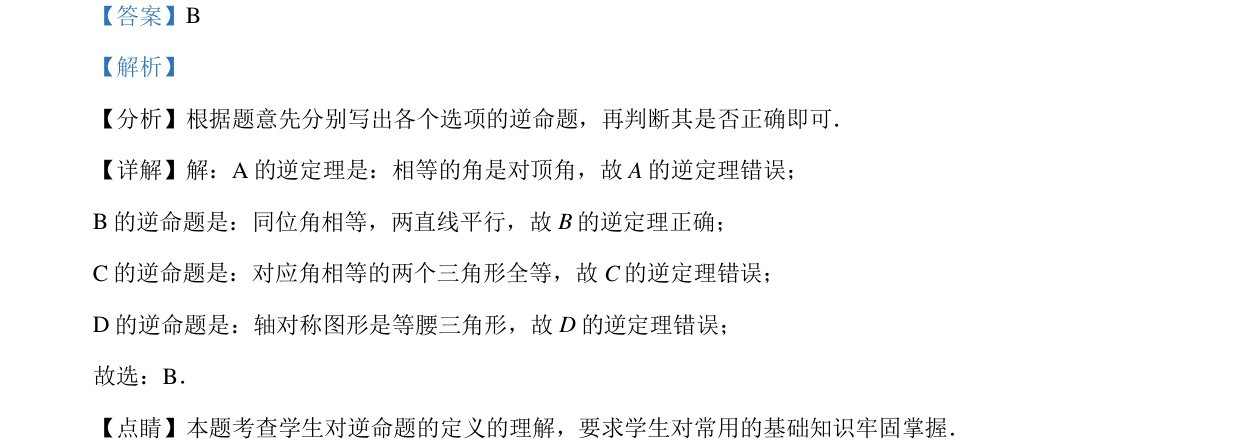 【答案】B
【解析】
【分析】根据题意先分别写出各个选项的逆命题，再判断其是否正确即可．
【详解】解：A 的逆定理是：相等的角是对顶角，故 A 的逆定理错误；
B 的逆命题是：同位角相等，两直线平行，故 B 的逆定理正确；
C 的逆命题是：对应角相等的两个三角形全等，故 C 的逆定理错误；
D 的逆命题是：轴对称图形是等腰三角形，故 D 的逆定理错误；
故选：B．
【点睛】本题考查学生对逆命题的定义的理解，要求学生对常用的基础知识牢固掌握．